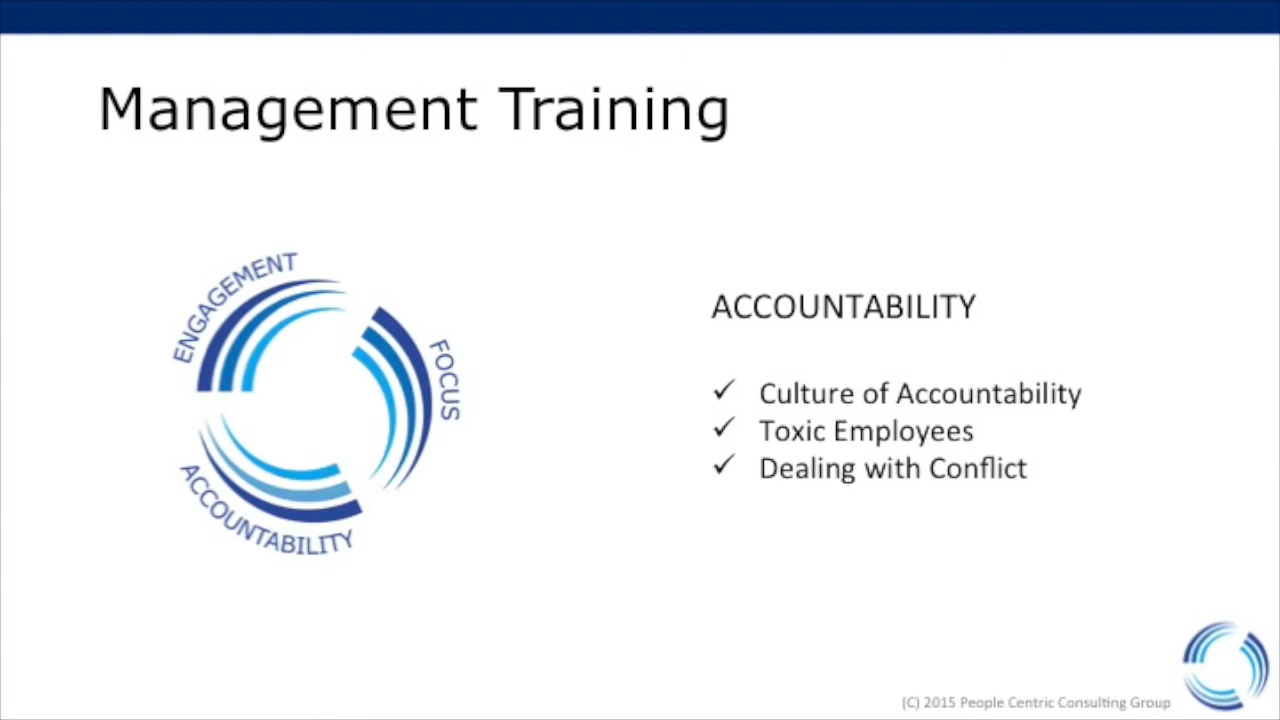 Management Training
ENGAGEMENT
FOCUS
ACCOUNTABILITY
ACCOUNTABILITY
✓ Culture of Accountability
✓ Toxic Employees
✓ Dealing with Conflict
(C) 2015 People Centric Consulting Group